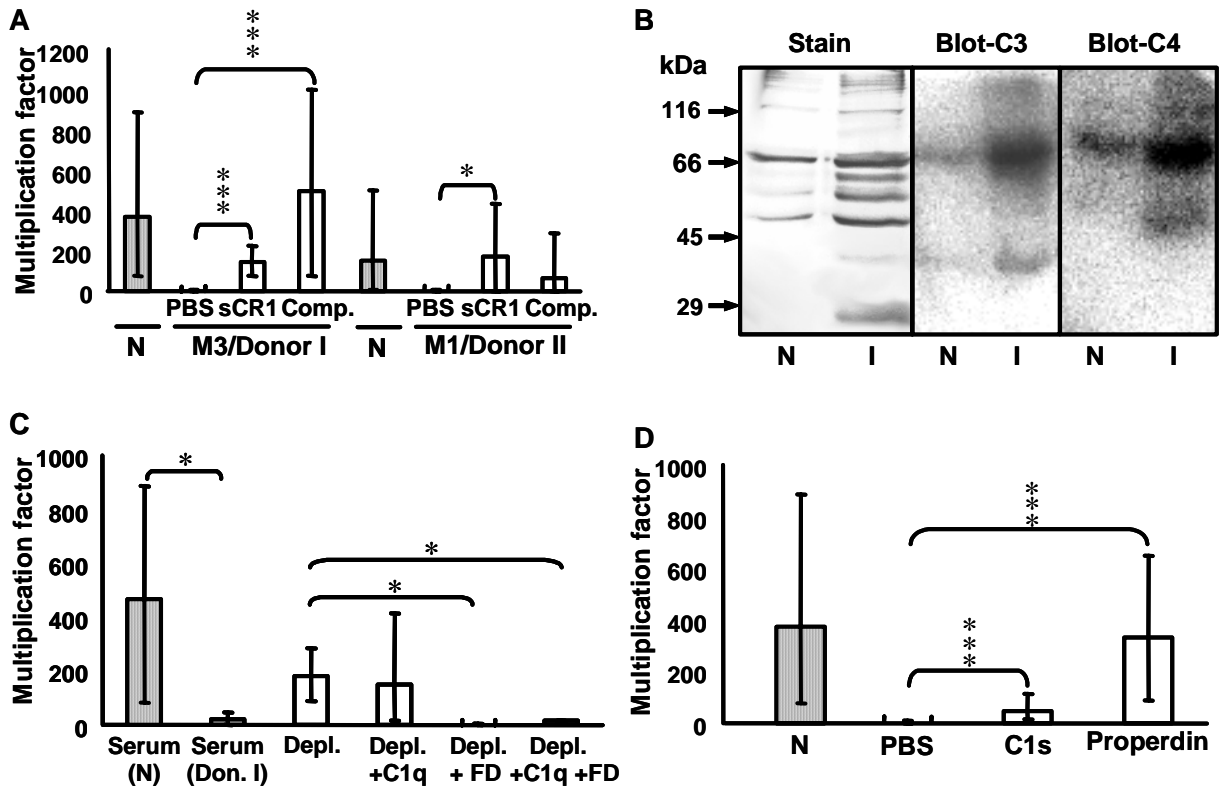 A
Multiplication factor
1200
1000
800
600
400
200
0
***
***
*
PBS sCR1 Comp.
PBS sCR1 Comp.
N
M3/Donor I
N
M1/Donor II
B
Stain
Blot-C3
Blot-C4
kDa
116
66
45
29
N
I
N
I
N
I
C
Multiplication factor
1000
800
600
400
200
0
*
*
*
Serum
(N)
Serum
(Don. I)
Depl.
Depl.
+C1q
Depl.
+ FD
Depl.
+C1q +FD
D
Multiplication factor
1000
800
600
400
200
0
***
***
N
PBS
C1s
Properdin